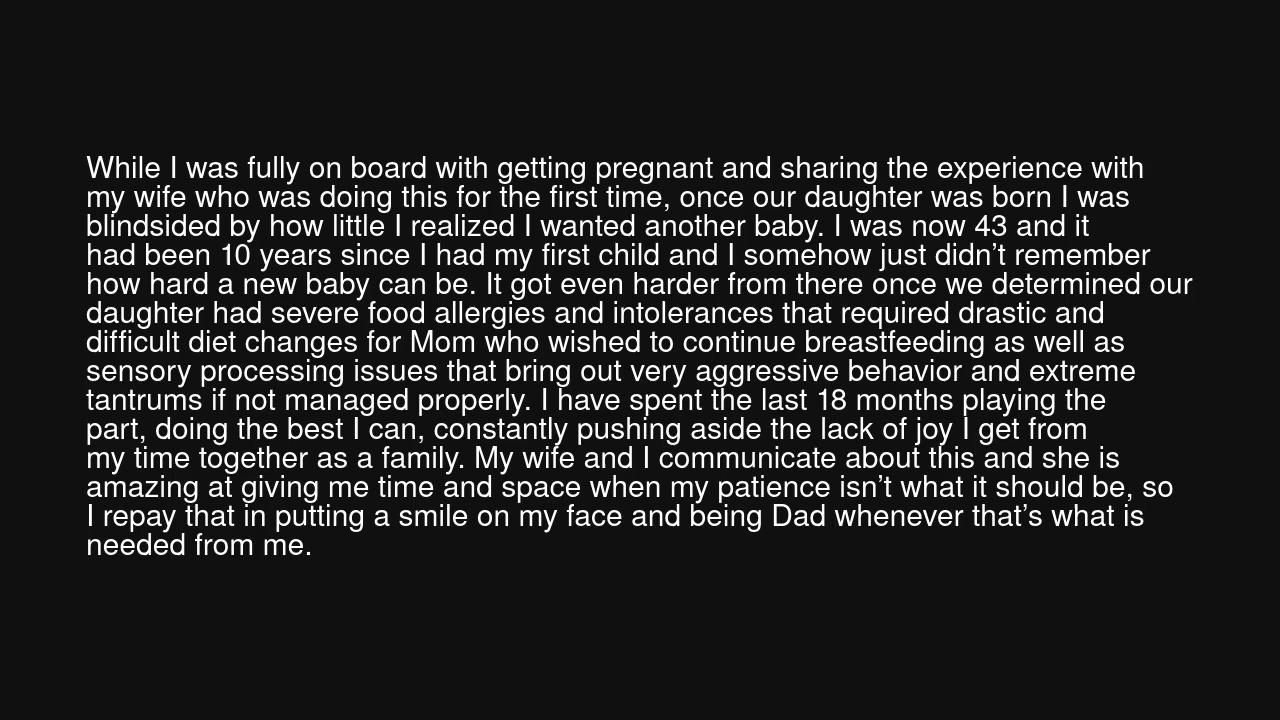 While I was fully on board with getting pregnant and sharing the experience with
my wife who was doing this for the first time, once our daughter was born I was
blindsided by how little I realized I wanted another baby. I was now 43 and it
had been 10 years since I had my first child and I somehow just didn’t remember
how hard a new baby can be. It got even harder from there once we determined our
daughter had severe food allergies and intolerances that required drastic and
difficult diet changes for Mom who wished to continue breastfeeding as well as
sensory processing issues that bring out very aggressive behavior and extreme
tantrums if not managed properly. I have spent the last 18 months playing the
part, doing the best I can, constantly pushing aside the lack of joy I get from
my time together as a family. My wife and I communicate about this and she is
amazing at giving me time and space when my patience isn’t what it should be, so
I repay that in putting a smile on my face and being Dad whenever that’s what is
needed from me.